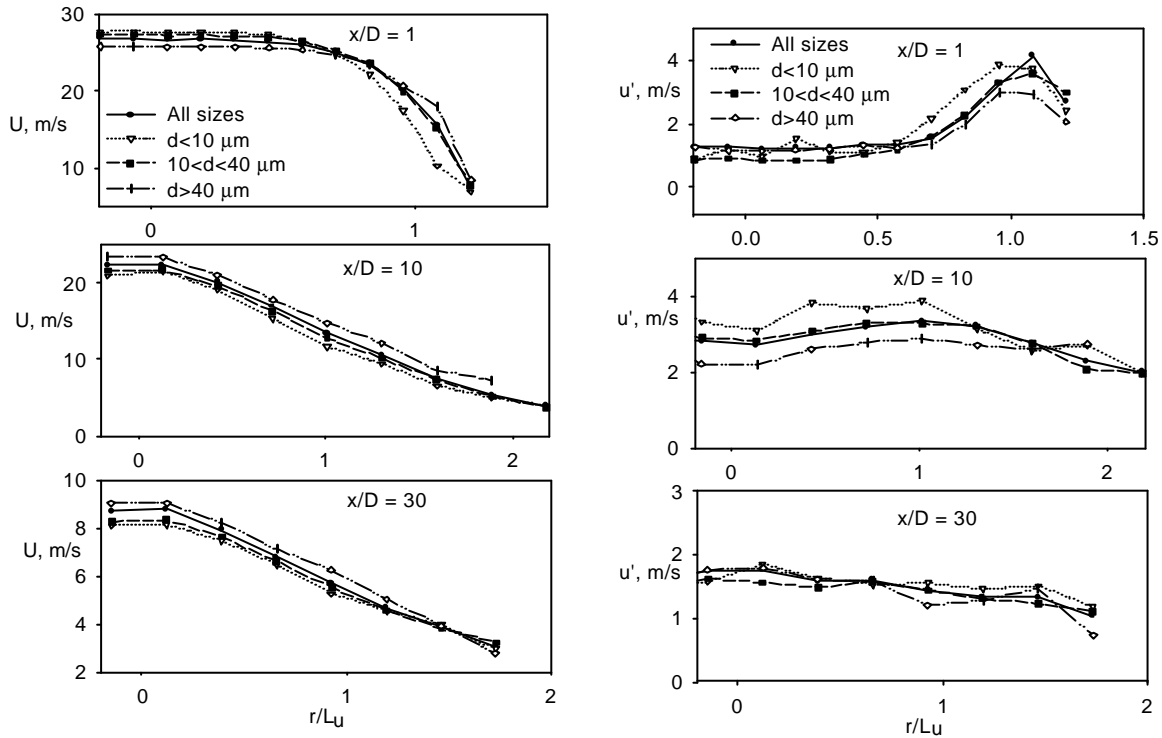 30
20
10
U, m/s
x/D = 1
All sizes
d<10 μm
10<d<40 μm
d>40 μm
0
1
20
10
0
U, m/s
x/D = 10
0
1
2
10
8
6
4
2
U, m/s
x/D = 30
0
1
2
r/Lu
4
2
0
u', m/s
All sizes
d<10 μm
10<d<40 μm
d>40 μm
x/D = 1
0.0
0.5
1.0
1.5
4
2
0
u', m/s
x/D = 10
0
1
2
3
2
1
0
u', m/s
x/D = 30
0
1
2
r/Lu